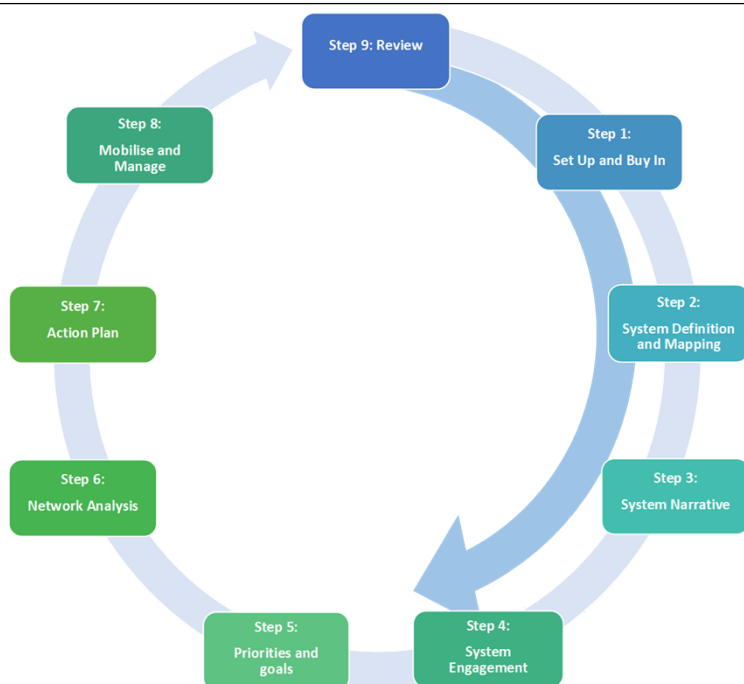 Step 9: Review
Step 1:
Set Up and Buy In
Step 2:
System Definition
and Mapping
Step 3:
System Narrative
Step 4:
System
Engagement
Step 5:
Priorities and
goals
Step 6:
Network Analysis
Step 7:
Action Plan
Step 8:
Mobilise and
Manage